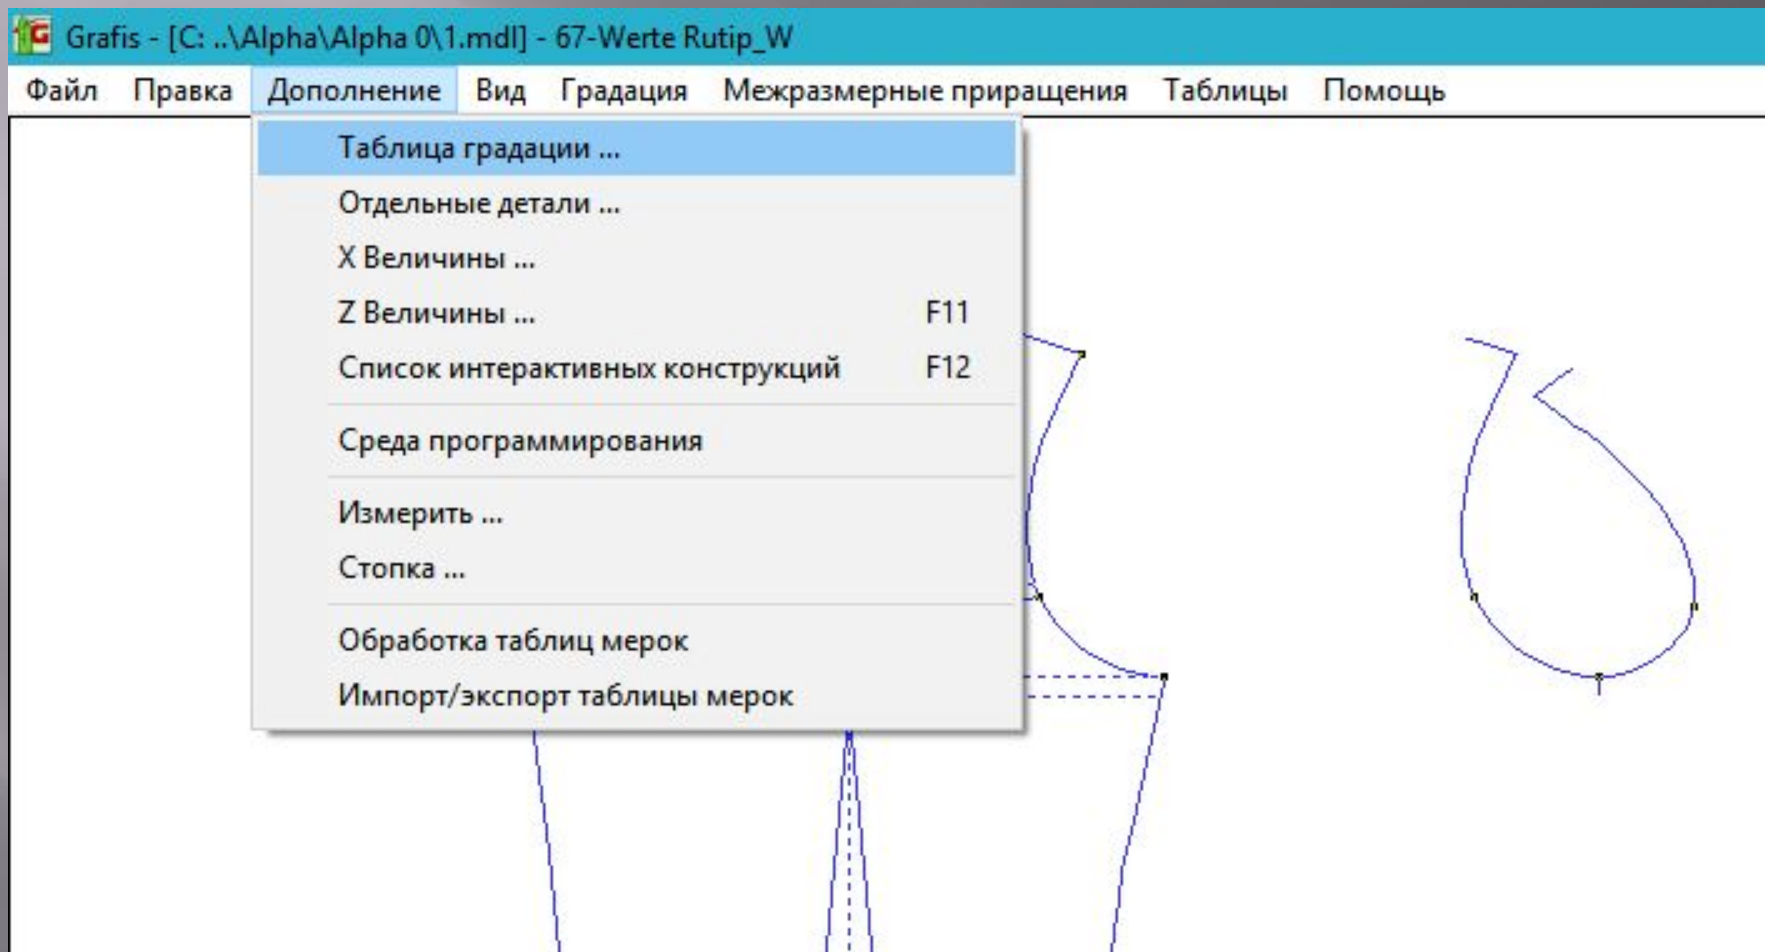 Grafis - [C: ..\Alpha\Alpha 0\1.mdl] - 67-Werte Rutip_W
Файл Правка Дополнение Вид Градация Межразмерные приращения Таблицы Помощь
Таблица градации ...
Отдельные детали ...
X Величины ...
Z Величины ... F11
Список интерактивных конструкций F12
Среда программирования
Измерить ...
Стопка ...
Обработка таблиц мерок
Импорт/экспорт таблицы мерок